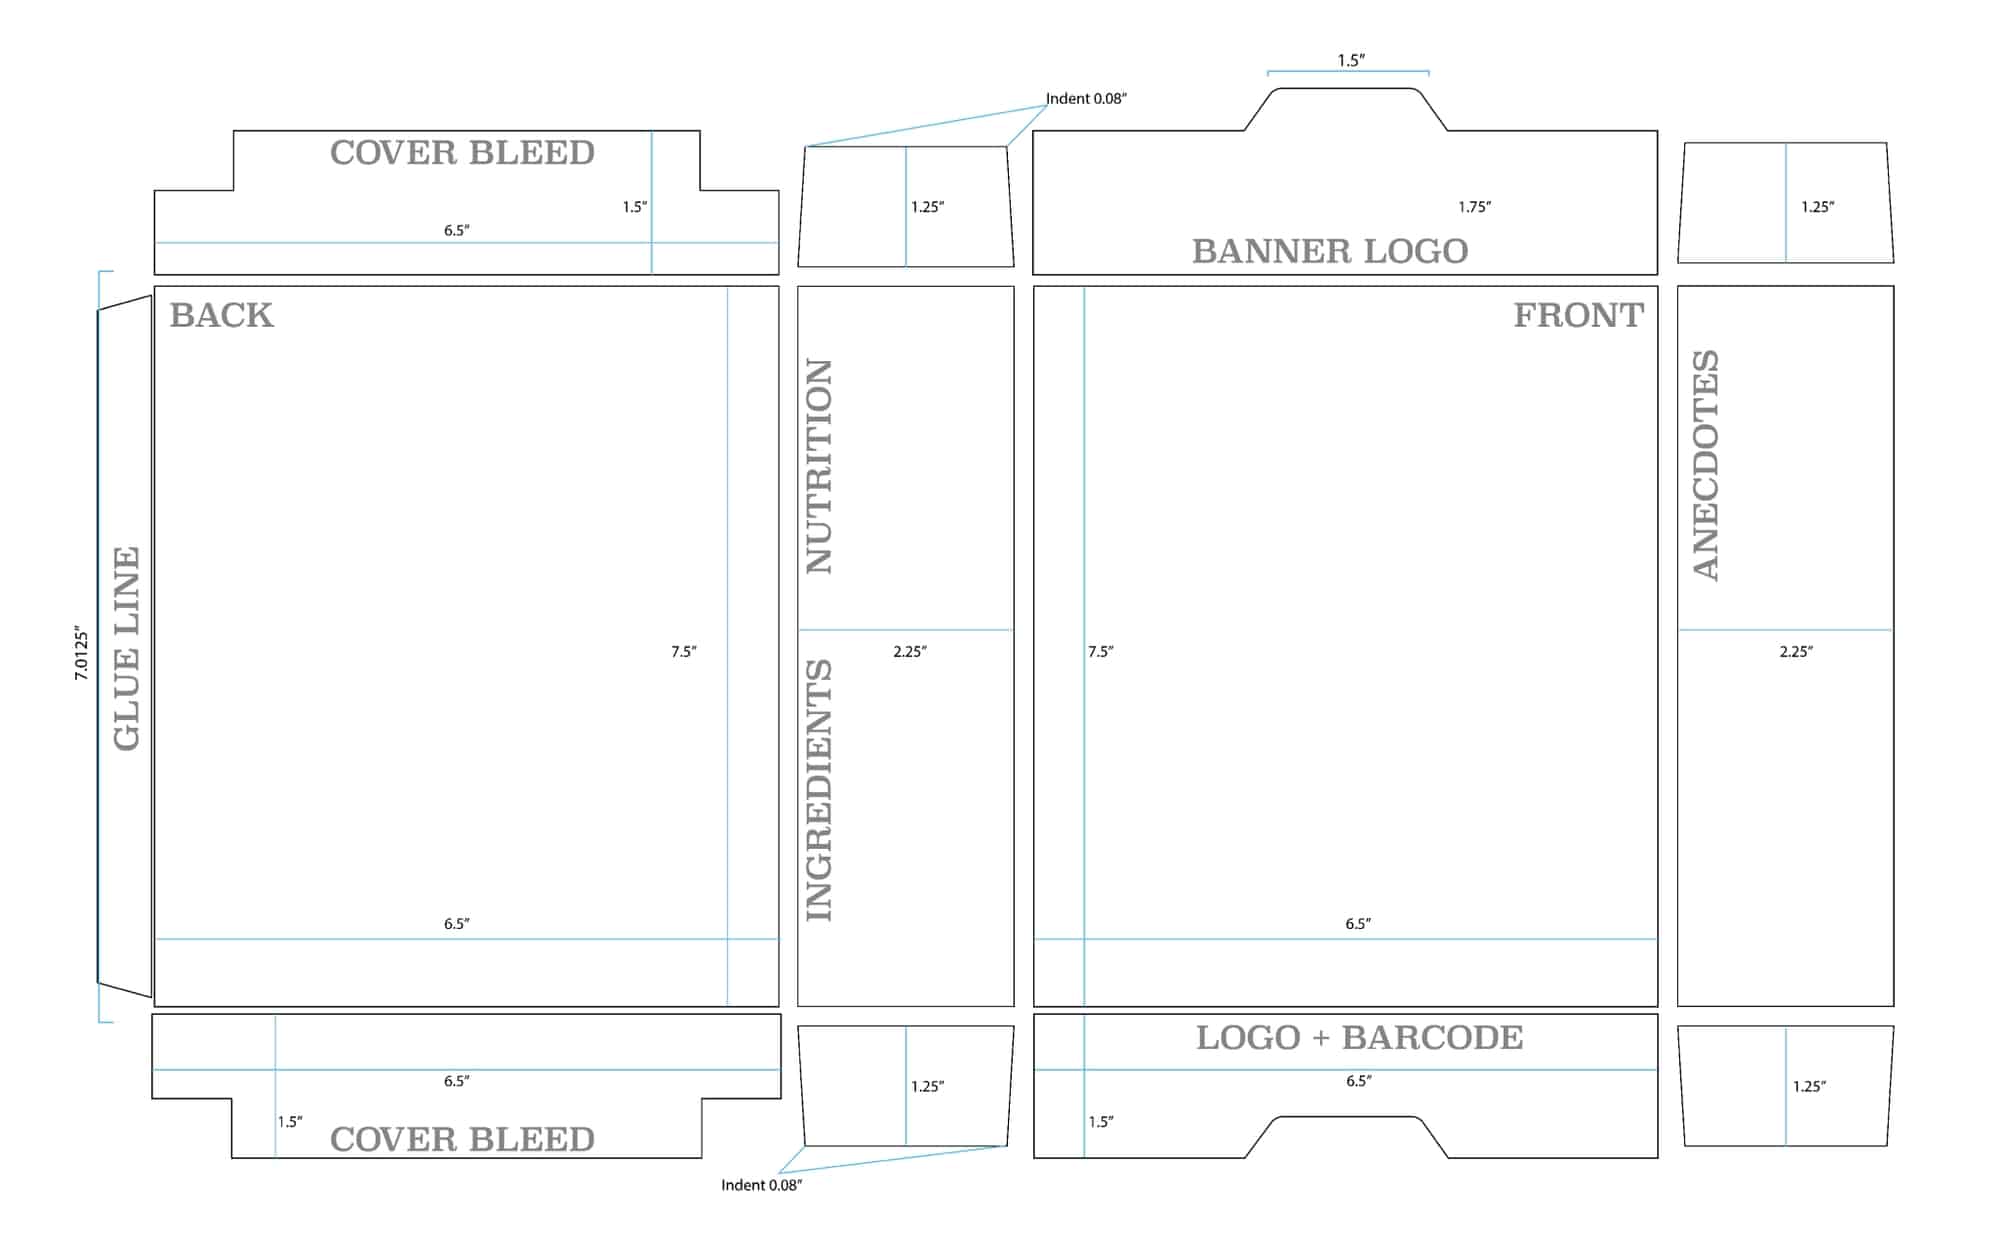 1.5”
Indent 0.08”
COVER BLEED
1.5”
6.5”
1.25”
1.75”
BANNER LOGO
1.25”
BACK
FRONT
NUTRITION
ANECDOTES
GLUE LINE
7.0125”
7.5”
2.25”
7.5”
2.25”
INGREDIENTS
6.5”
6.5”
LOGO + BARCODE
6.5”
1.25”
6.5”
1.25”
1.5”
1.5”
COVER BLEED
Indent 0.08”